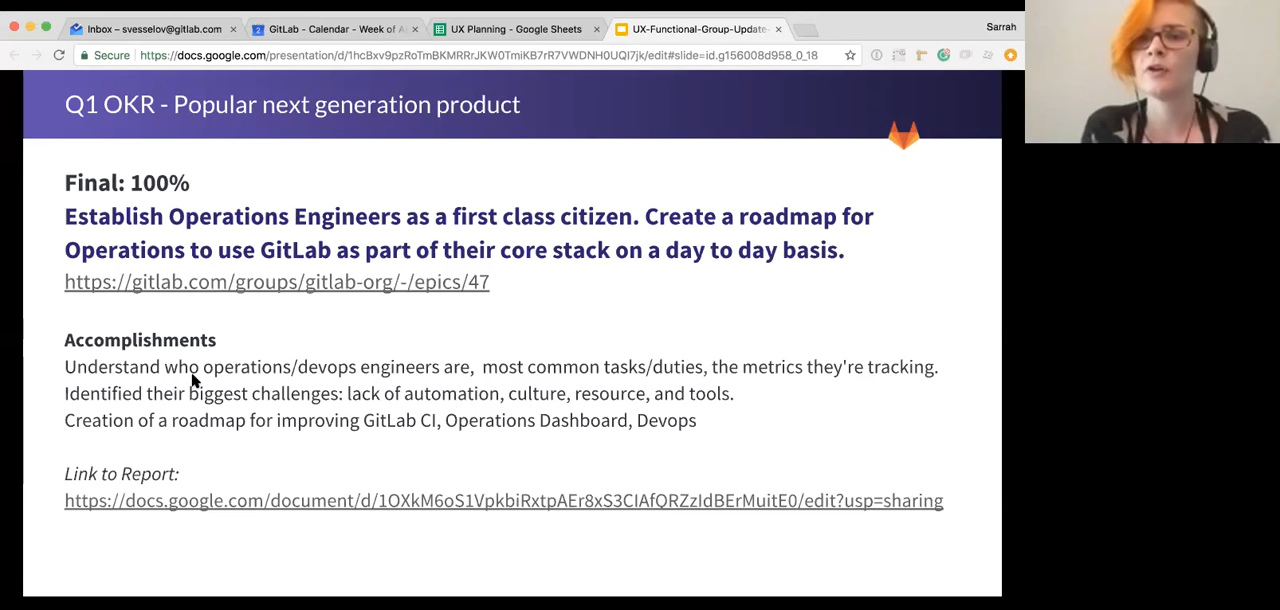 Inbox – svesselov@gitlab.com
GitLab - Calendar - Week of A
UX Planning - Google Sheets
UX-Functional-Group-Update-
Sarrah
Secure
https://docs.google.com/presentation/d/1hcBxv9pzRoTmBKMRRrJKW0TmiKB7rR7VWDNH0UQI7jk/edit#slide=id.g156008d958_0_18
Q1 OKR - Popular next generation product
Final: 100%
Establish Operations Engineers as a first class citizen. Create a roadmap for
Operations to use GitLab as part of their core stack on a day to day basis.
https://gitlab.com/groups/gitlab-org/-/epics/47
Accomplishments
Understand who operations/devops engineers are,  most common tasks/duties, the metrics they're tracking.
Identified their biggest challenges: lack of automation, culture, resource, and tools.
Creation of a roadmap for improving GitLab CI, Operations Dashboard, Devops
Link to Report:
https://docs.google.com/document/d/1OXkM6oS1VpkbiRxtpAEr8xS3CIAfQRZzIdBErMuitE0/edit?usp=sharing